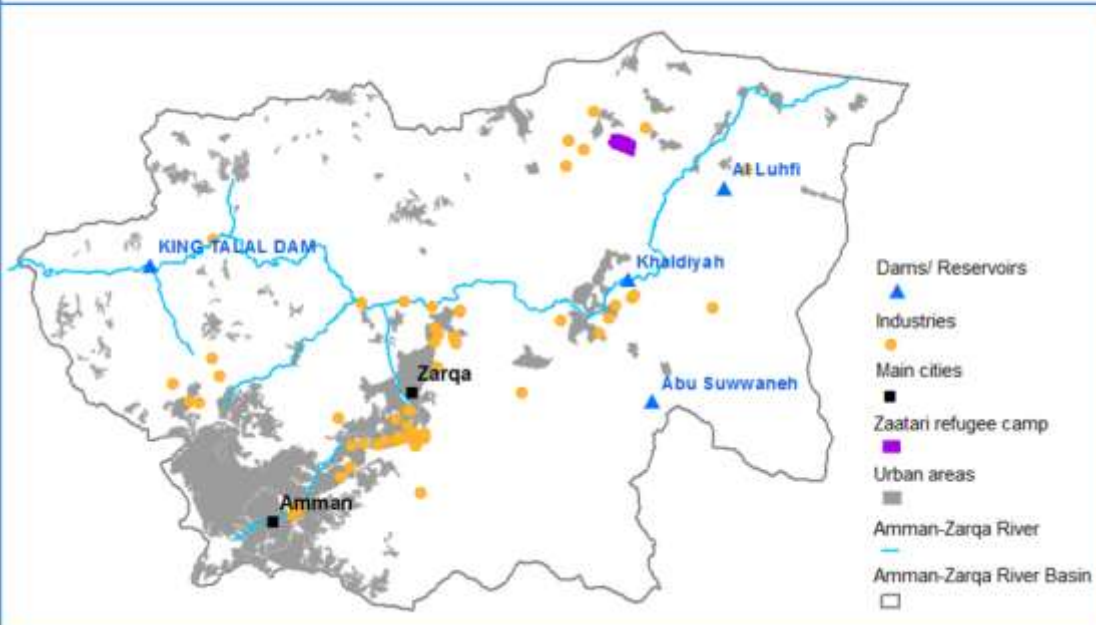 Al Luhfi
KING TALAL DAM
Khaldiyah
Zarqa
Abu Suwwaneh
Amman
Dams/ Reservoirs
Industries
Main cities
Zaatari refugee camp
Urban areas
Amman-Zarqa River
Amman-Zarqa River Basin